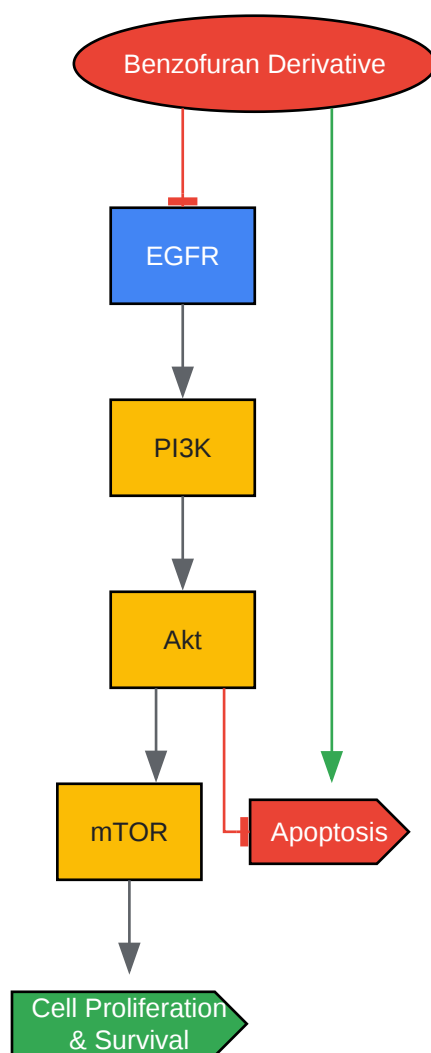 Benzofuran Derivative
EGFR
PI3K
Akt
mTOR
Apoptosis
Cell Proliferation
& Survival